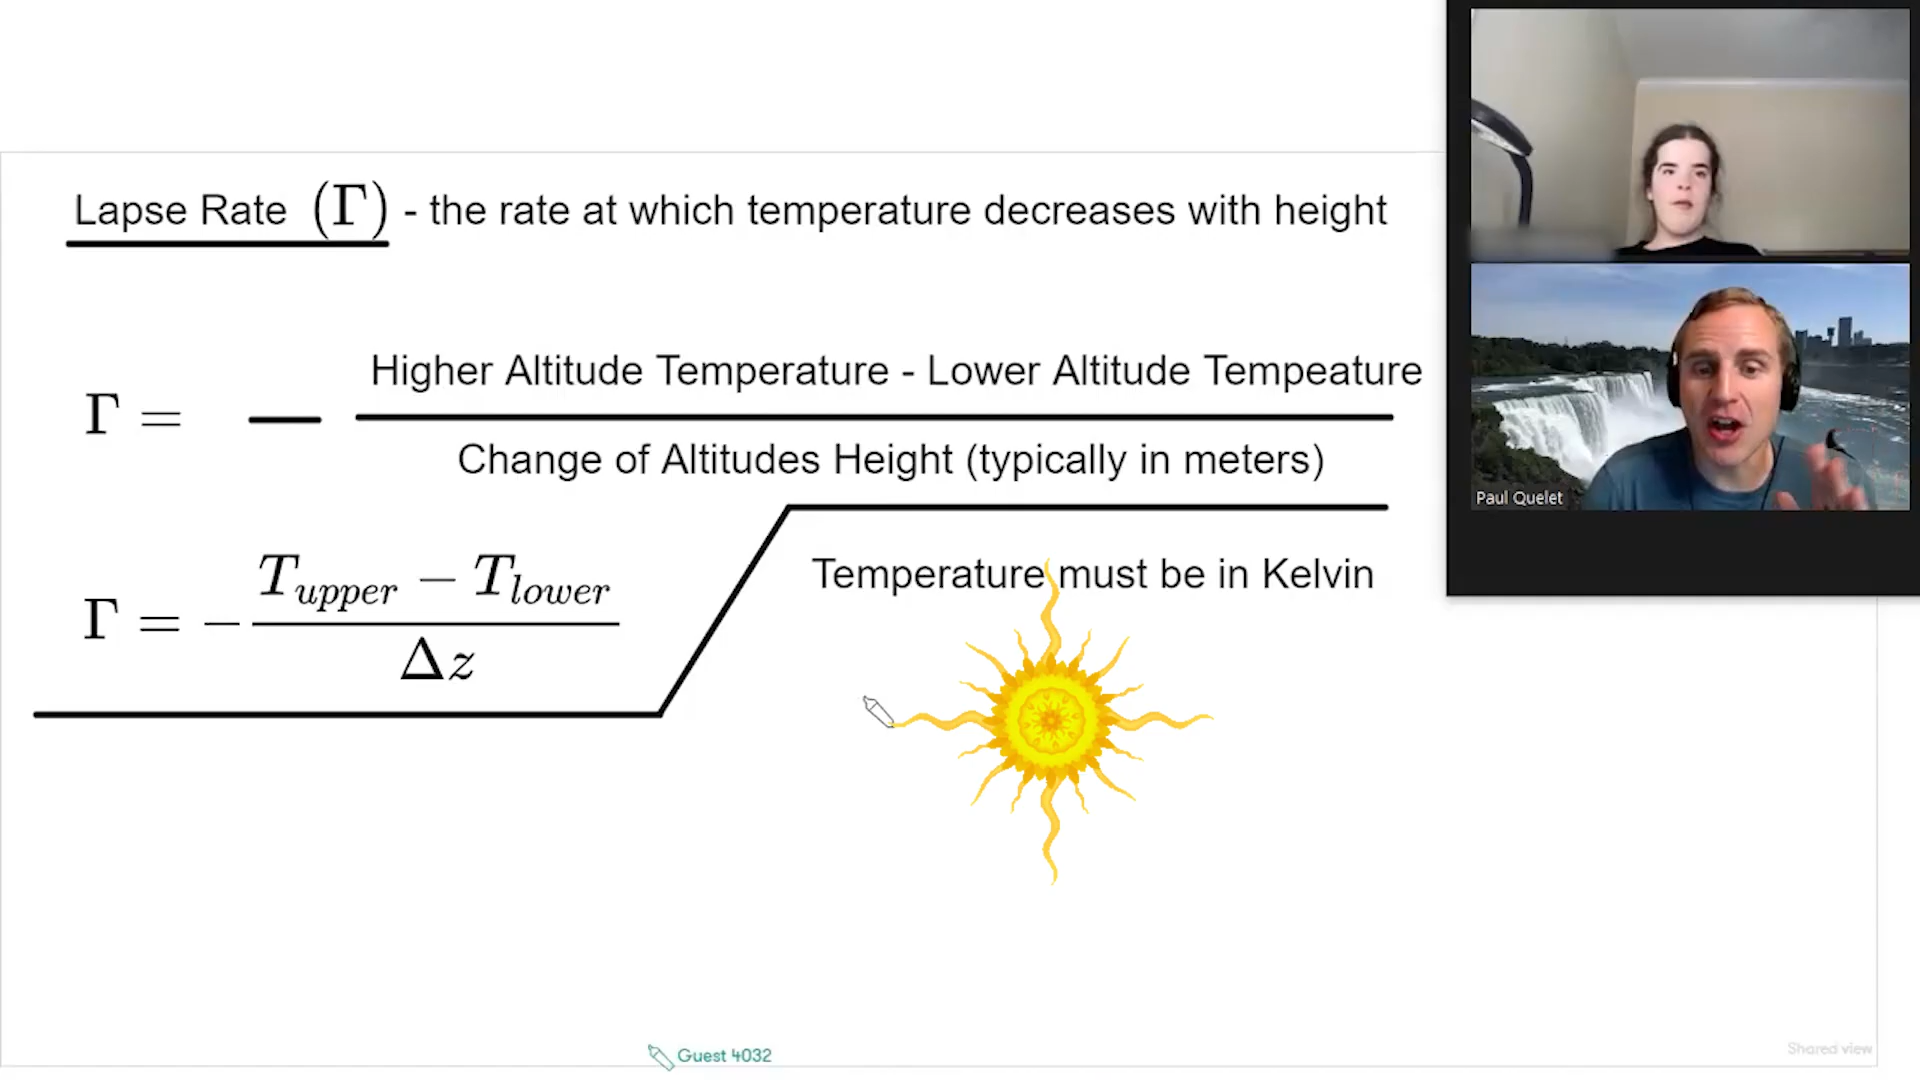 Lapse Rate (Γ) - the rate at which temperature decreases with height
Higher Altitude Temperature - Lower Altitude Tempeature
Γ = —
Change of Altitudes Height (typically in meters)
Γ = − (T_upper − T_lower) / Δz
Temperature must be in Kelvin
Paul Quelet
Guest 4032
Shared view